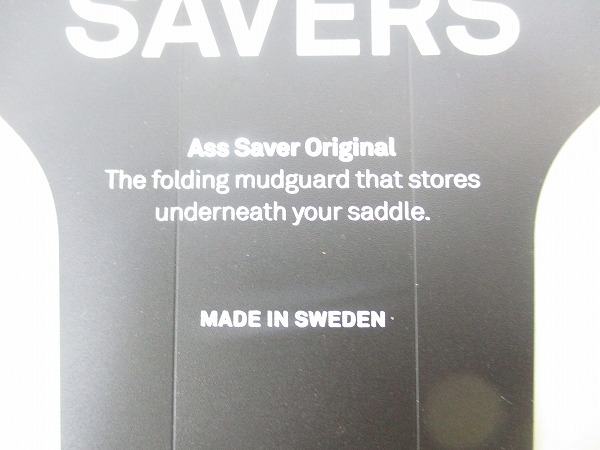 SAVERS
Ass Saver Original
The folding mudguard that stores
underneath your saddle.
MADE IN SWEDEN